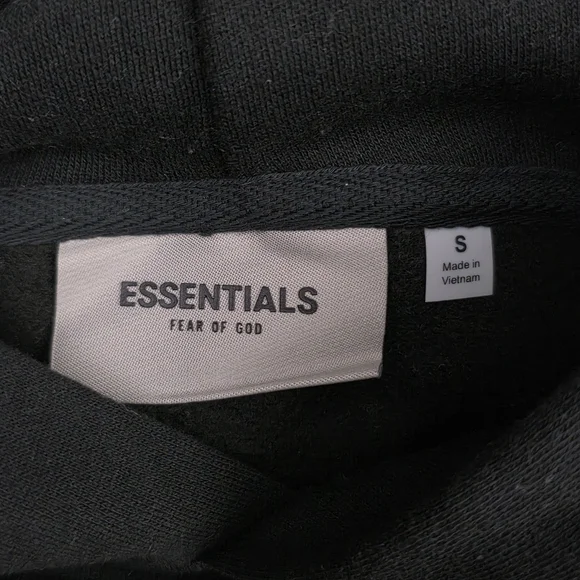 ESSENTIALS
FEAR OF GOD
S
Made in
Vietnam